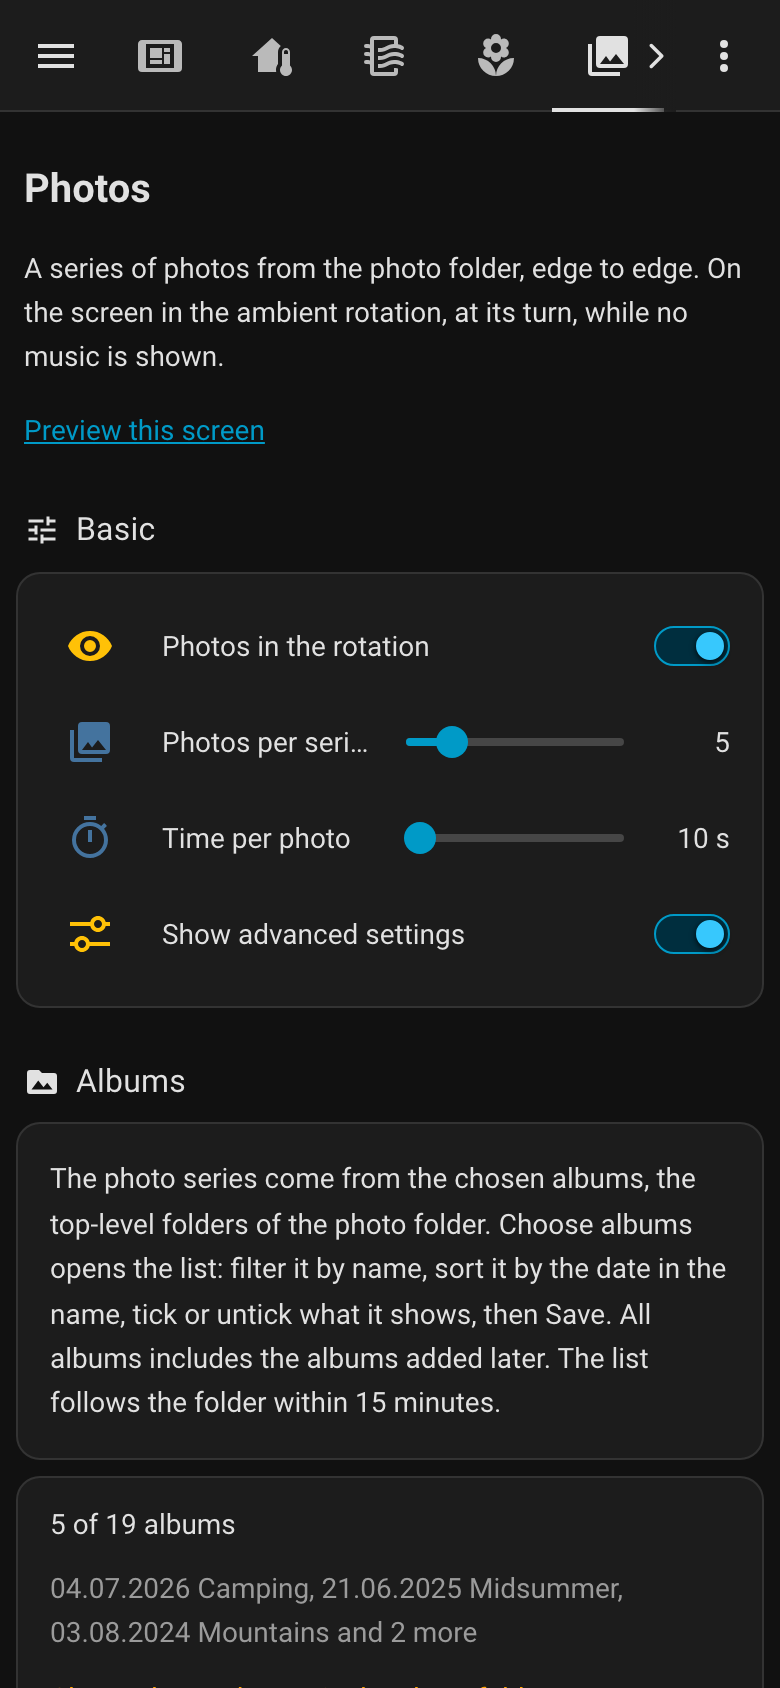 Photos
A series of photos from the photo folder, edge to edge. On
the screen in the ambient rotation, at its turn, while no
music is shown.
Preview this screen
Basic
Photos in the rotation
Photos per seri... 5
Time per photo 10 s
Show advanced settings
Albums
The photo series come from the chosen albums, the
top-level folders of the photo folder. Choose albums
opens the list: filter it by name, sort it by the date in the
name, tick or untick what it shows, then Save. All
albums includes the albums added later. The list
follows the folder within 15 minutes.
5 of 19 albums
04.07.2026 Camping, 21.06.2025 Midsummer,
03.08.2024 Mountains and 2 more